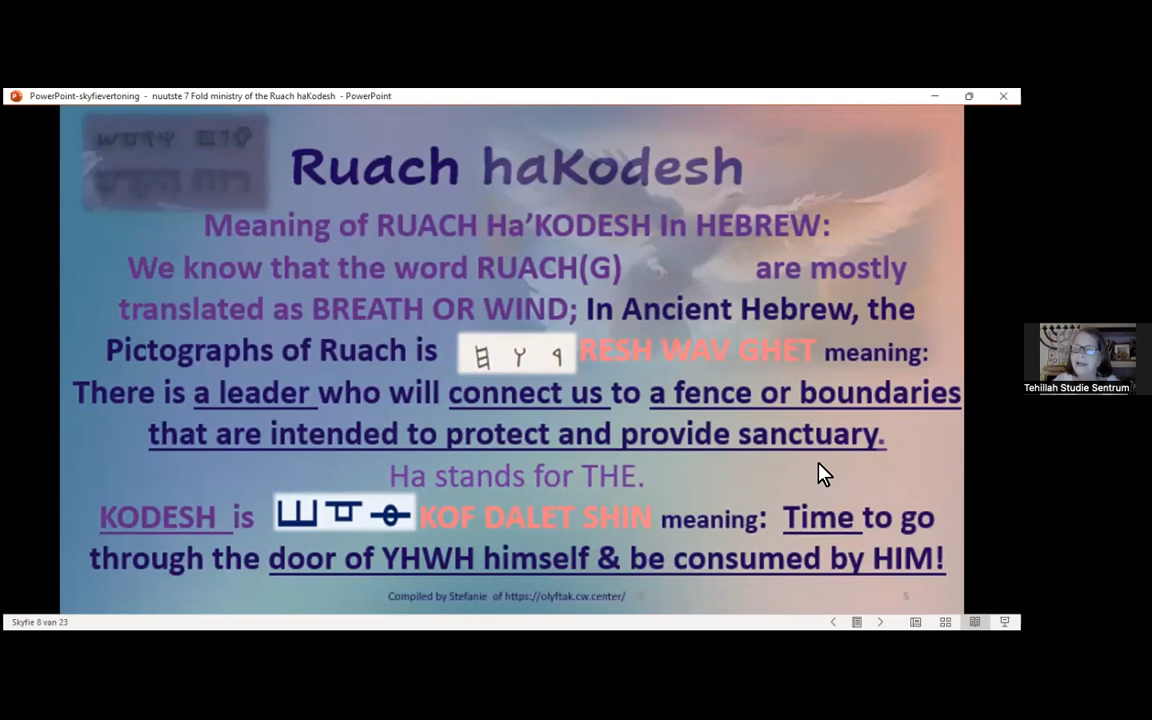 PowerPoint-skyfievertoning - nuutste 7 Fold ministry of the Ruach haKodesh - PowerPoint
Ruach haKodesh
Meaning of RUACH Ha’KODESH In HEBREW:
We know that the word RUACH(G) are mostly
translated as BREATH OR WIND; In Ancient Hebrew, the
Pictographs of Ruach is RESH WAV GHET meaning:
There is a leader who will connect us to a fence or boundaries
that are intended to protect and provide sanctuary.
Ha stands for THE.
KODESH is KOF DALET SHIN meaning: Time to go
through the door of YHWH himself & be consumed by HIM!
Compiled by Stefanie of https://olyftak.cw.center/
Skyfie 8 van 23
Tehillah Studie Sentrum